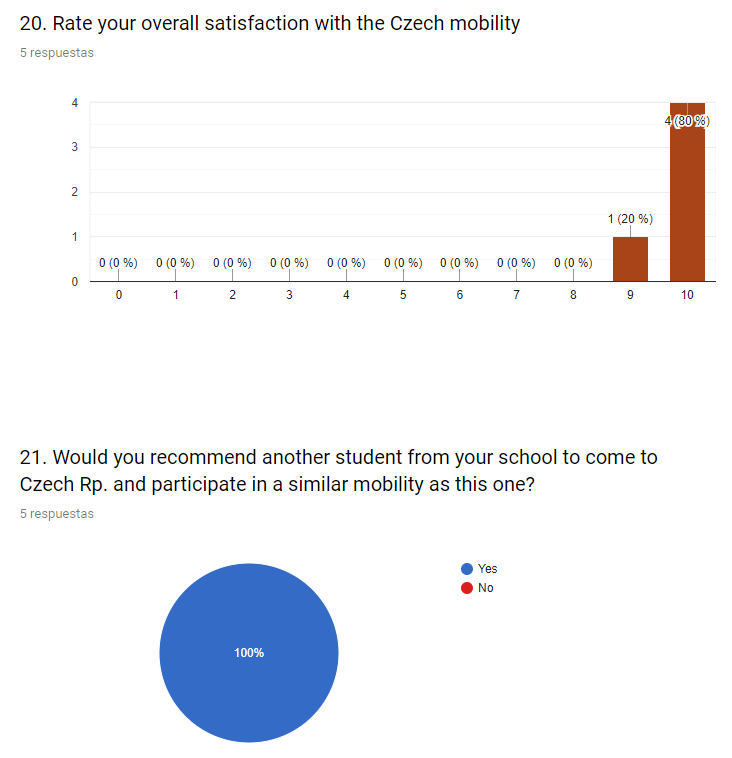 20. Rate your overall satisfaction with the Czech mobility
5 respuestas
4
4 (80 %)
3
2
1 (20 %)
1
0 (0 %) 0 (0 %) 0 (0 %) 0 (0 %) 0 (0 %) 0 (0 %) 0 (0 %) 0 (0 %) 0 (0 %)
0
0 1 2 3 4 5 6 7 8 9 10
21. Would you recommend another student from your school to come to
Czech Rp. and participate in a similar mobility as this one?
5 respuestas
Yes
No
100%